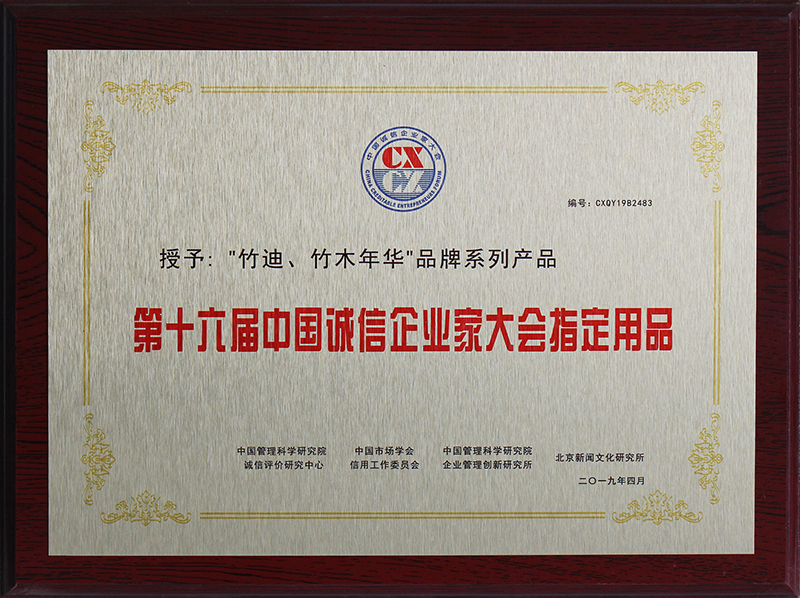 中国诚信企业家大会
CX
CHINA CREDITABLE ENTREPRENEURS FORUM
编号：CXQY19B2483
授予："竹迪、竹木年华"品牌系列产品
第十六届中国诚信企业家大会指定用品
中国管理科学研究院 中国市场学会 中国管理科学研究院 北京新闻文化研究所
诚信评价研究中心 信用工作委员会 企业管理创新研究所
二〇一九年四月